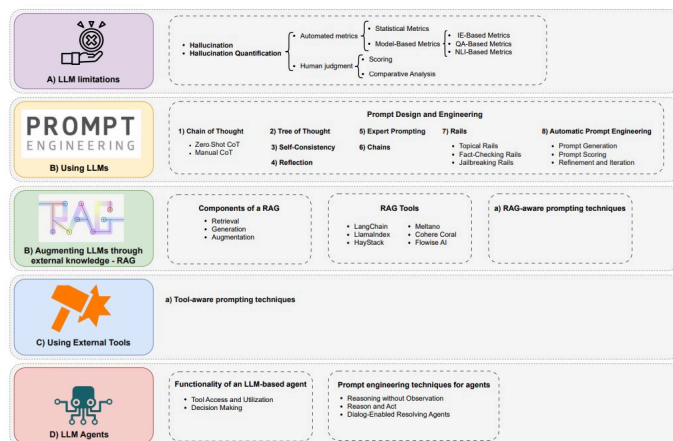 A) LLM limitations
Hallucination
Hallucination Quantification
Automated metrics
Human judgment
Statistical Metrics
Model-Based Metrics
Scoring
Comparative Analysis
IE-Based Metrics
QA-Based Metrics
NLI-Based Metrics
PROMPT
ENGINEERING
B) Using LLMs
Prompt Design and Engineering
1) Chain of Thought
Zero Shot CoT
Manual CoT
2) Tree of Thought
3) Self-Consistency
4) Reflection
5) Expert Prompting
6) Chains
7) Rails
Topical Rails
Fact-Checking Rails
Jailbreaking Rails
8) Automatic Prompt Engineering
Prompt Generation
Prompt Scoring
Refinement and Iteration
RAG
B) Augmenting LLMs through
external knowledge - RAG
Components of a RAG
Retrieval
Generation
Augmentation
RAG Tools
LangChain
LlamaIndex
HayStack
Meltano
Cohere Coral
Flowise AI
a) RAG-aware prompting techniques
C) Using External Tools
a) Tool-aware prompting techniques
D) LLM Agents
Functionality of an LLM-based agent
Tool Access and Utilization
Decision Making
Prompt engineering techniques for agents
Reasoning without Observation
Reason and Act
Dialog-Enabled Resolving Agents